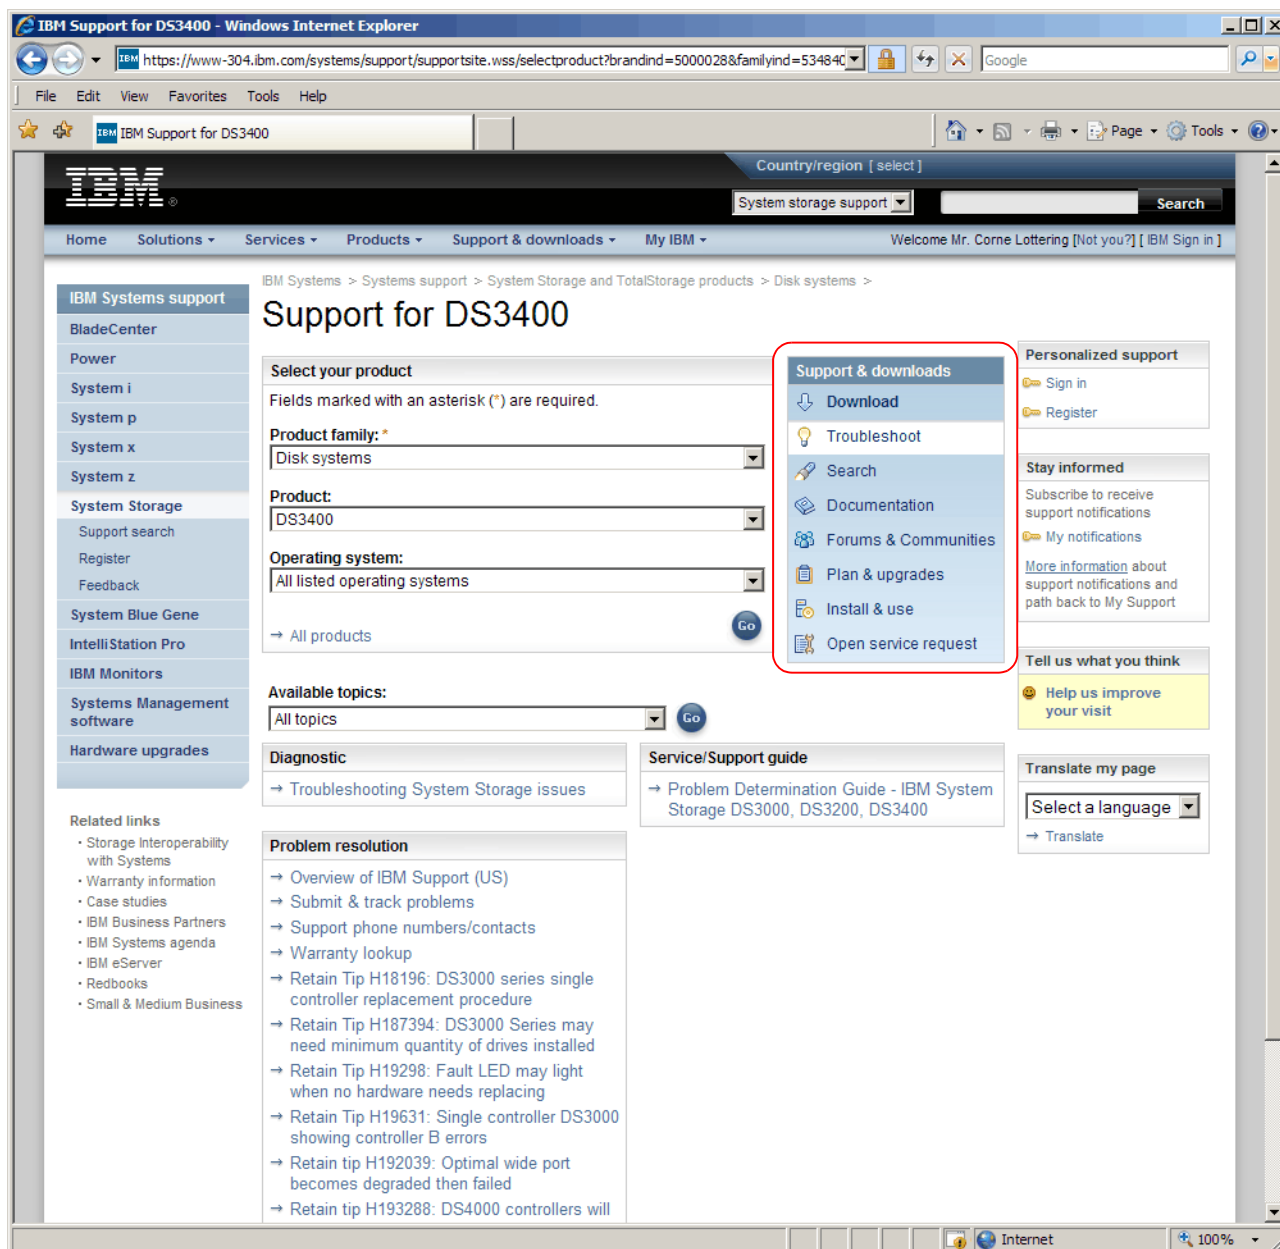 IBM Support for DS3400 - Windows Internet Explorer
https://www-304.ibm.com/systems/support/supportsite.wss/selectproduct?brandind=5000028&familyind=534840
Google
File Edit View Favorites Tools Help
IBM Support for DS3400
Page Tools
Country/region [ select ]
IBM ®
System storage support
Search
Home Solutions Services Products Support & downloads My IBM
Welcome Mr. Corne Lottering [Not you?] [ IBM Sign in ]
IBM Systems > Systems support > System Storage and TotalStorage products > Disk systems >
Support for DS3400
IBM Systems support
BladeCenter
Power
System i
System p
System x
System z
System Storage
Support search
Register
Feedback
System Blue Gene
IntelliStation Pro
IBM Monitors
Systems Management
software
Hardware upgrades
Related links
· Storage Interoperability
with Systems
· Warranty information
· Case studies
· IBM Business Partners
· IBM Systems agenda
· IBM eServer
· Redbooks
· Small & Medium Business
Select your product
Fields marked with an asterisk (*) are required.
Product family: *
Disk systems
Product:
DS3400
Operating system:
All listed operating systems
→ All products
Go
Support & downloads
Download
Troubleshoot
Search
Documentation
Forums & Communities
Plan & upgrades
Install & use
Open service request
Available topics:
All topics
Go
Diagnostic
→ Troubleshooting System Storage issues
Service/Support guide
→ Problem Determination Guide - IBM System
Storage DS3000, DS3200, DS3400
Problem resolution
→ Overview of IBM Support (US)
→ Submit & track problems
→ Support phone numbers/contacts
→ Warranty lookup
→ Retain Tip H18196: DS3000 series single
controller replacement procedure
→ Retain Tip H187394: DS3000 Series may
need minimum quantity of drives installed
→ Retain Tip H19298: Fault LED may light
when no hardware needs replacing
→ Retain Tip H19631: Single controller DS3000
showing controller B errors
→ Retain tip H192039: Optimal wide port
becomes degraded then failed
→ Retain tip H193288: DS4000 controllers will
Personalized support
Sign in
Register
Stay informed
Subscribe to receive
support notifications
My notifications
More information about
support notifications and
path back to My Support
Tell us what you think
Help us improve
your visit
Translate my page
Select a language
→ Translate
Internet
100%